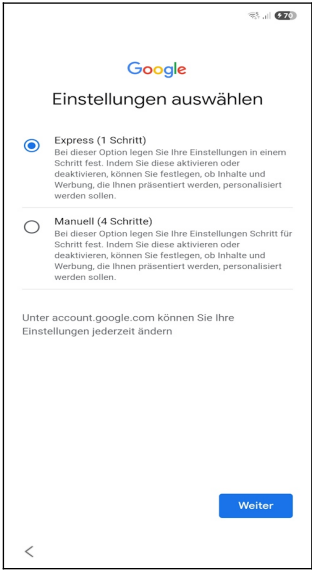 70
Google
Einstellungen auswählen
Express (1 Schritt)
Bei dieser Option legen Sie Ihre Einstellungen in einem
Schritt fest. Indem Sie diese aktivieren oder
deaktivieren, können Sie festlegen, ob Inhalte und
Werbung, die Ihnen präsentiert werden, personalisiert
werden sollen.
Manuell (4 Schritte)
Bei dieser Option legen Sie Ihre Einstellungen Schritt für
Schritt fest. Indem Sie diese aktivieren oder
deaktivieren, können Sie festlegen, ob Inhalte und
Werbung, die Ihnen präsentiert werden, personalisiert
werden sollen.
Unter account.google.com können Sie Ihre
Einstellungen jederzeit ändern
Weiter